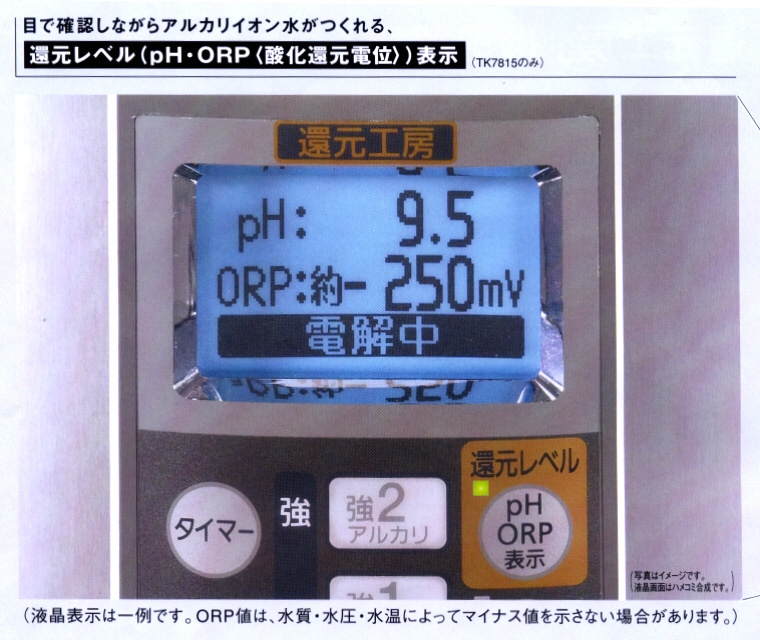 目で確認しながらアルカリイオン水がつくれる、
還元レベル(pH・ORP〈酸化還元電位〉)表示 (TK7815のみ)
還元工房
pH: 9.5
ORP:約-250mV
電解中
還元レベル
タイマー
強
強2
アルカリ
pH
ORP
表示
強1
(写真はイメージです。
液晶画面はハメコミ合成です。)
(液晶表示は一例です。ORP値は、水質・水圧・水温によってマイナス値を示さない場合があります。)